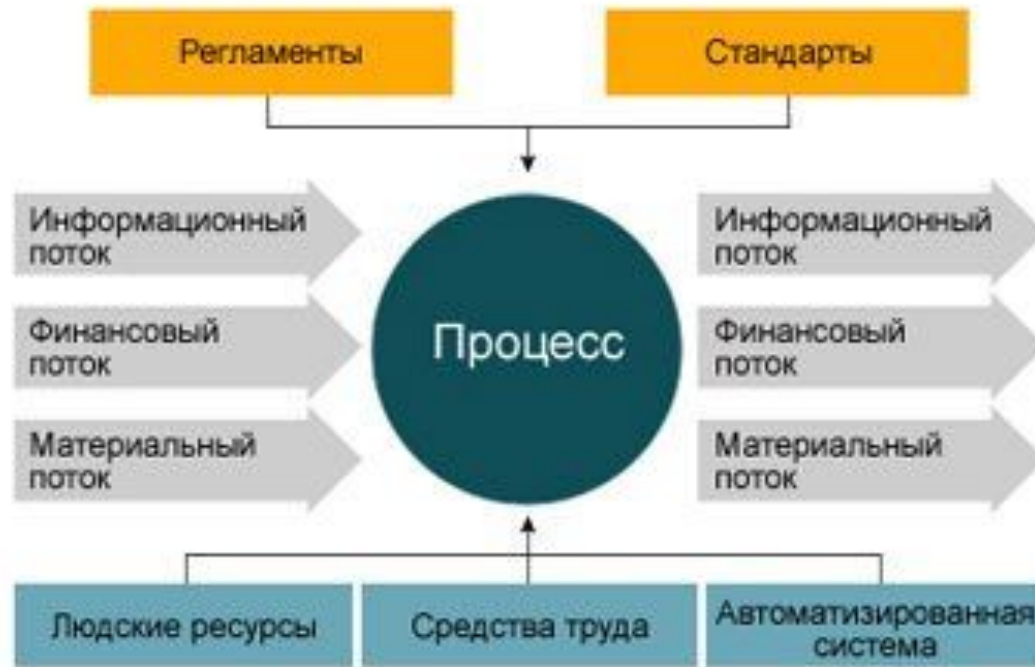 Регламенты
Стандарты
Информационный
поток
Финансовый
поток
Материальный
поток
Процесс
Информационный
поток
Финансовый
поток
Материальный
поток
Людские ресурсы
Средства труда
Автоматизированная
система